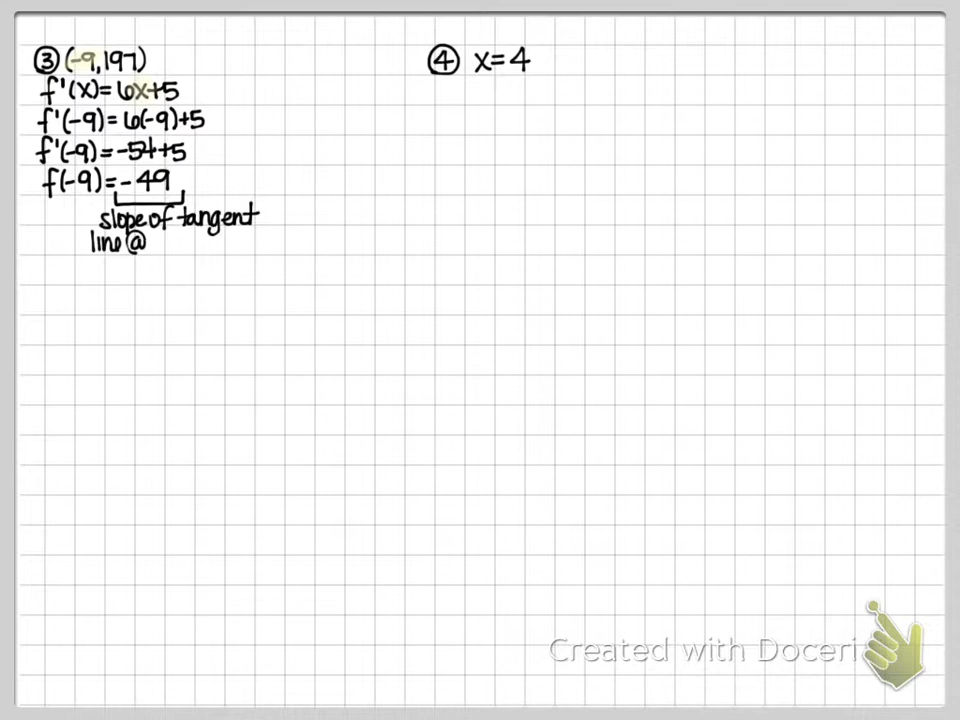 ③ (-9,197)
f'(x)=6x+5
f'(-9)=6(-9)+5
f'(-9)=-54+5
f(-9)=-49
slope of tangent
line @
④ x=4
Created with Doceri